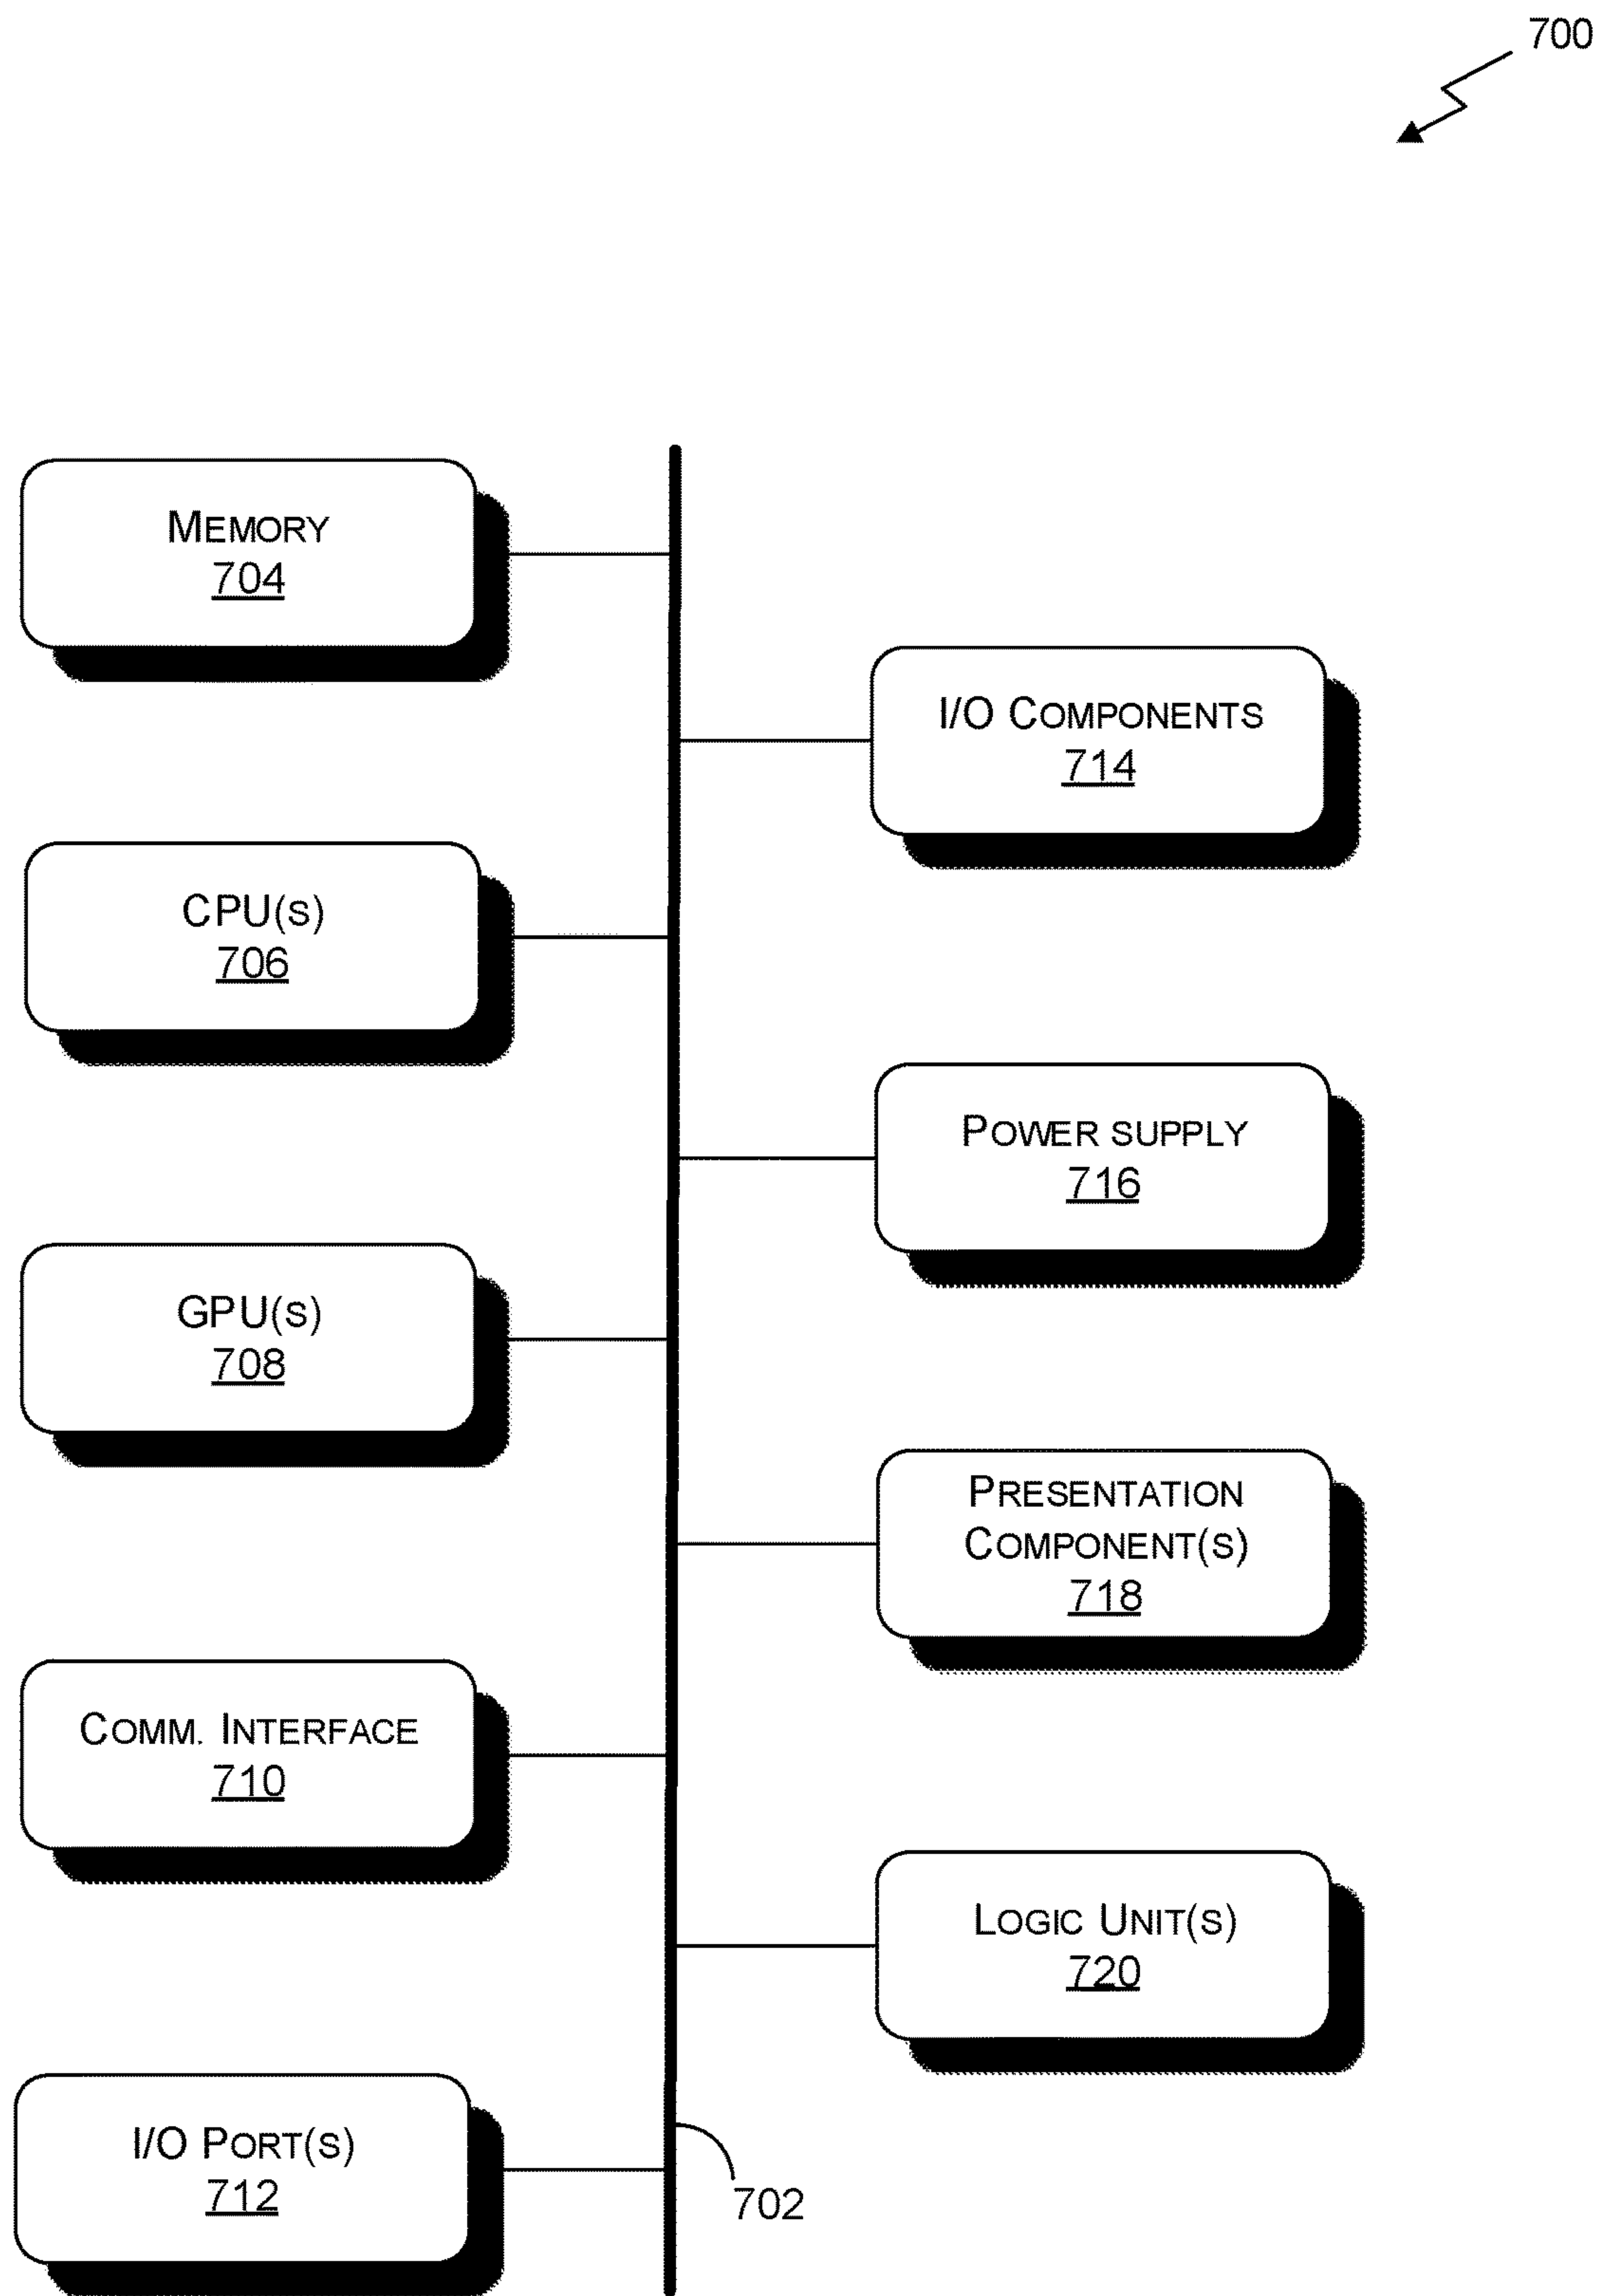 700
MEMORY
704
I/O COMPONENTS
714
CPU(S)
706
POWER SUPPLY
716
GPU(S)
708
PRESENTATION
COMPONENT(S)
718
COMM. INTERFACE
710
LOGIC UNIT(S)
720
I/O PORT(S)
712
702